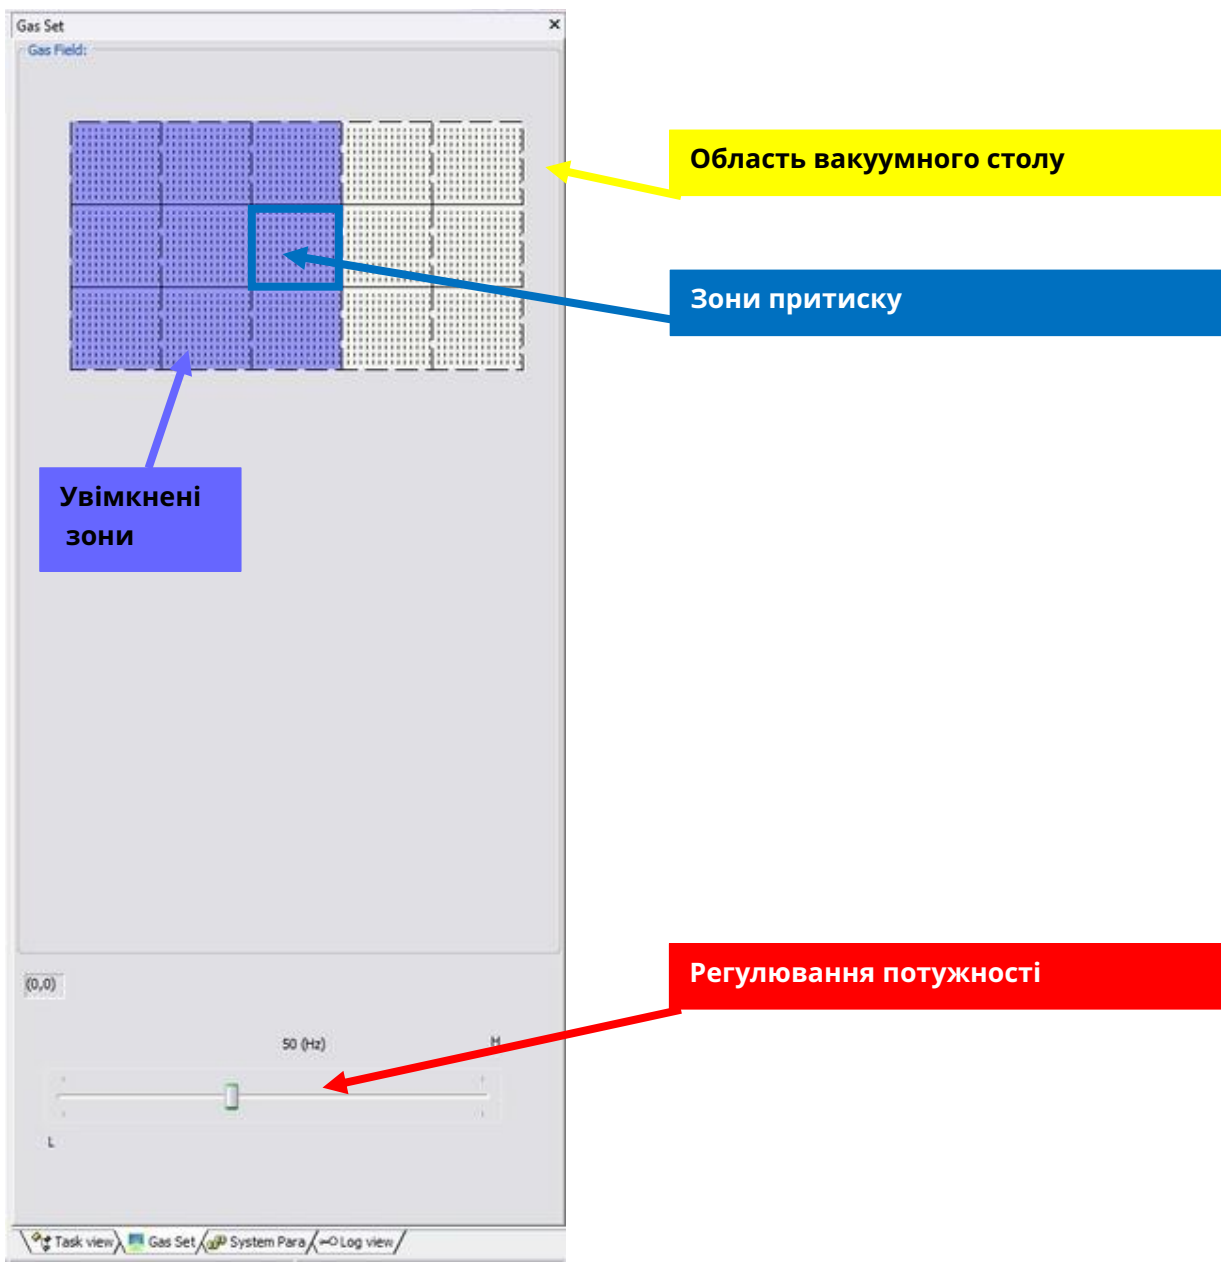 Gas Set
Gas Field:
Область вакуумного столу
Зони притиску
Увімкнені
зони
Регулювання потужності
(0,0)
50 (Hz)
H
L
Task view Gas Set System Para Log view